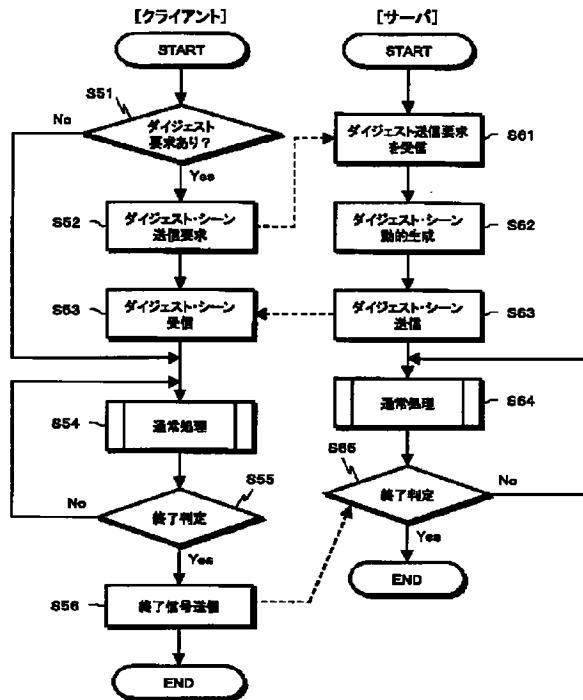 [クライアント]
START
S51
No
ダイジェスト
要求あり?
Yes
S52
ダイジェスト・シーン
送信要求
S53
ダイジェスト・シーン
受信
S54
通常処理
S55
No
終了判定
Yes
S56
終了信号送信
END
[サーバ]
START
ダイジェスト送信要求
を受信
S61
ダイジェスト・シーン
動的生成
S62
ダイジェスト・シーン
送信
S63
通常処理
S64
S65
終了判定
No
Yes
END